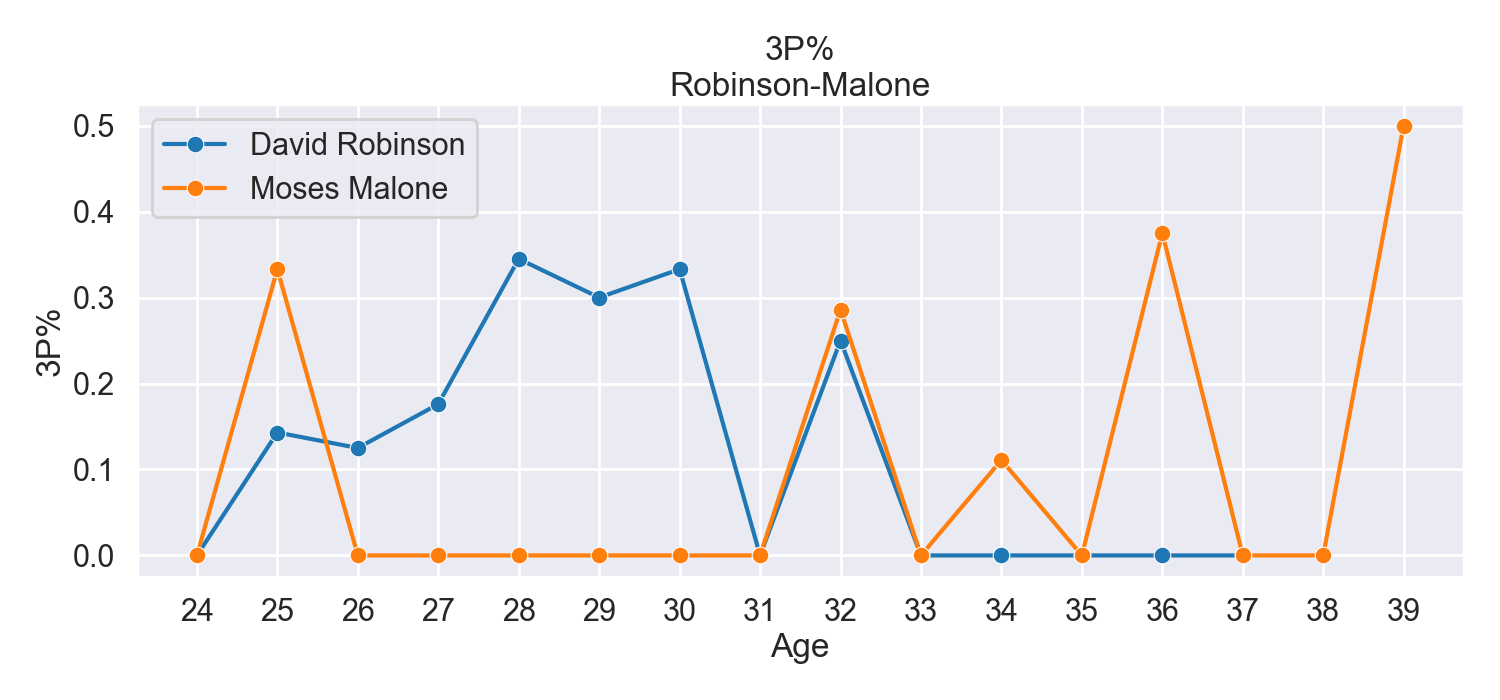 3P%
Robinson-Malone
David Robinson
Moses Malone
3P%
0.5
0.4
0.3
0.2
0.1
0.0
24 25 26 27 28 29 30 31 32 33 34 35 36 37 38 39
Age